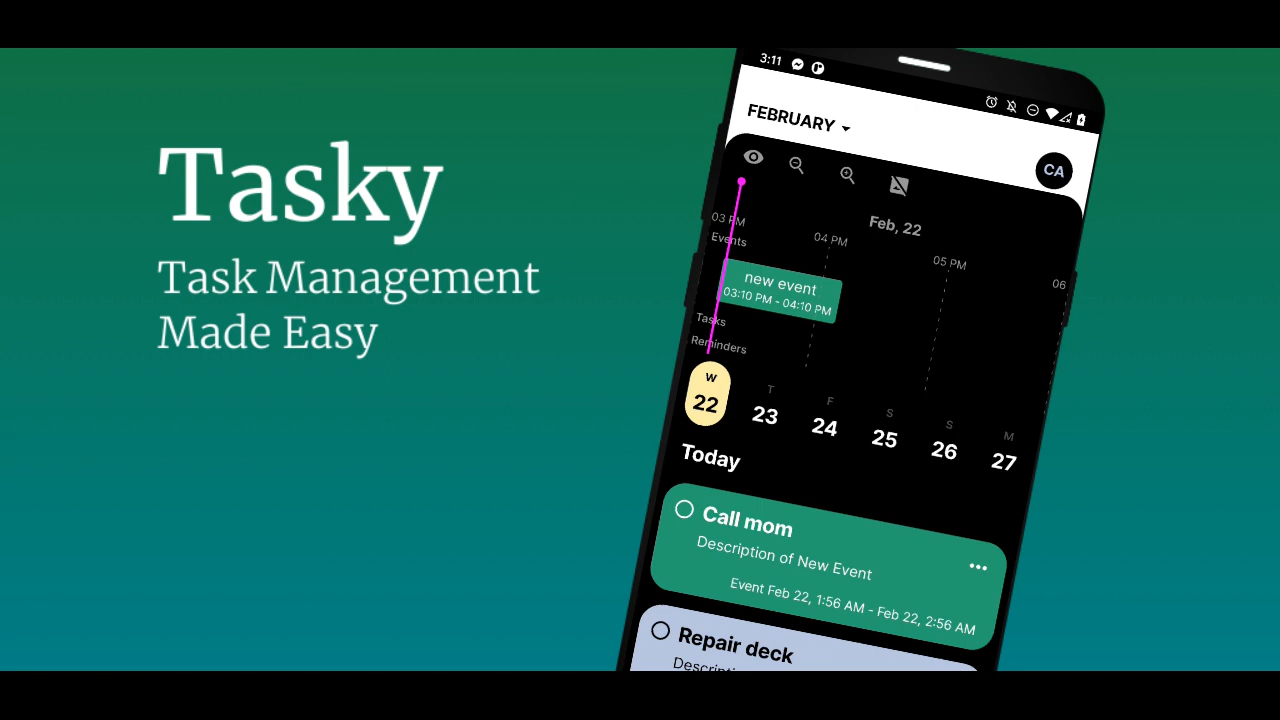 Tasky
Task Management
Made Easy
3:11
FEBRUARY
CA
Feb, 22
03 PM
04 PM
05 PM
06
Events
new event
03:10 PM - 04:10 PM
Tasks
Reminders
W T F S S M
22 23 24 25 26 27
Today
Call mom
Description of New Event
Event Feb 22, 1:56 AM - Feb 22, 2:56 AM
Repair deck